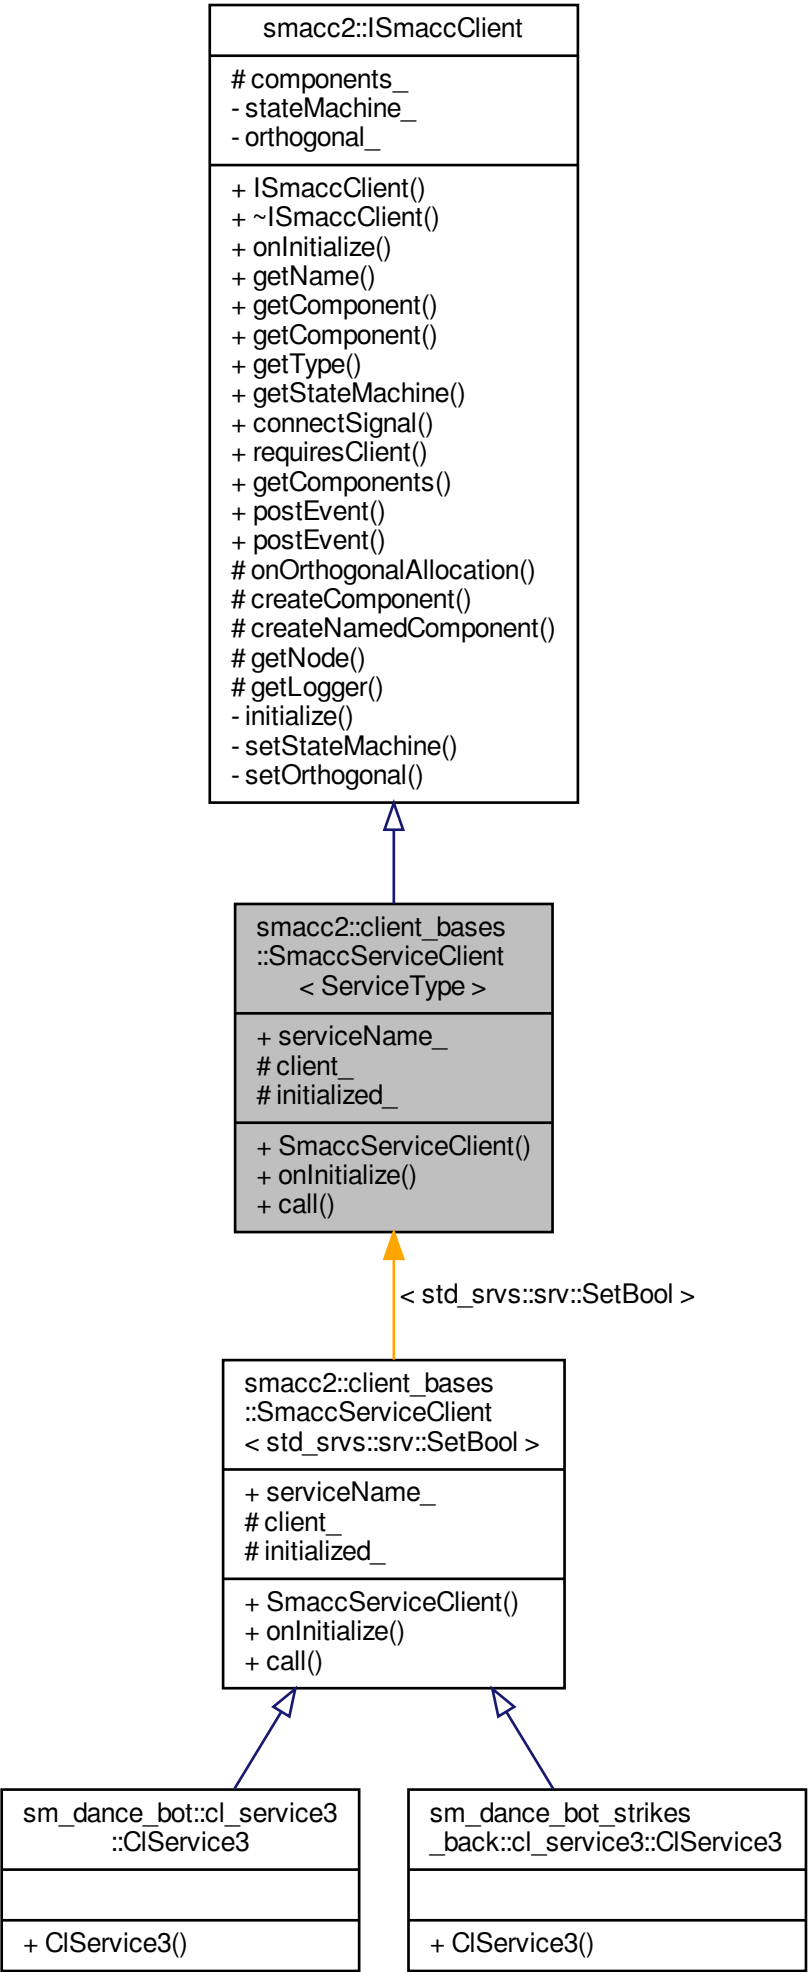 smacc2::ISmaccClient
# components_
- stateMachine_
- orthogonal_
+ ISmaccClient()
+ ~ISmaccClient()
+ onInitialize()
+ getName()
+ getComponent()
+ getComponent()
+ getType()
+ getStateMachine()
+ connectSignal()
+ requiresClient()
+ getComponents()
+ postEvent()
+ postEvent()
# onOrthogonalAllocation()
# createComponent()
# createNamedComponent()
# getNode()
# getLogger()
- initialize()
- setStateMachine()
- setOrthogonal()
smacc2::client_bases
::SmaccServiceClient
< ServiceType >
+ serviceName_
# client_
# initialized_
+ SmaccServiceClient()
+ onInitialize()
+ call()
< std_srvs::srv::SetBool >
smacc2::client_bases
::SmaccServiceClient
< std_srvs::srv::SetBool >
+ serviceName_
# client_
# initialized_
+ SmaccServiceClient()
+ onInitialize()
+ call()
sm_dance_bot::cl_service3
::ClService3
+ ClService3()
sm_dance_bot_strikes
_back::cl_service3::ClService3
+ ClService3()